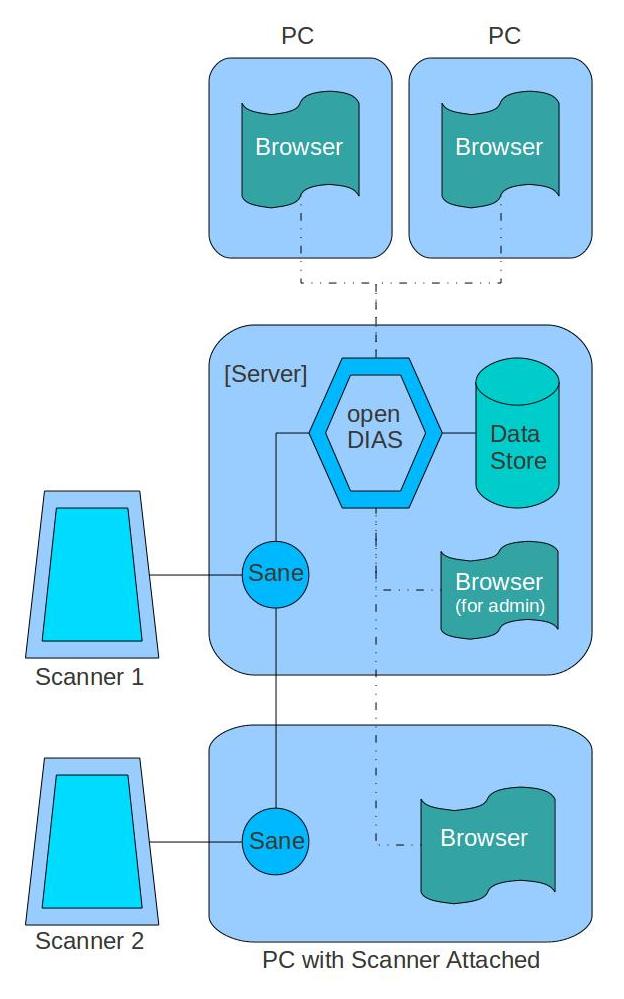 PC
PC
Browser
Browser
[Server]
open
DIAS
Data
Store
Sane
Browser
(for admin)
Scanner 1
Sane
Browser
Scanner 2
PC with Scanner Attached